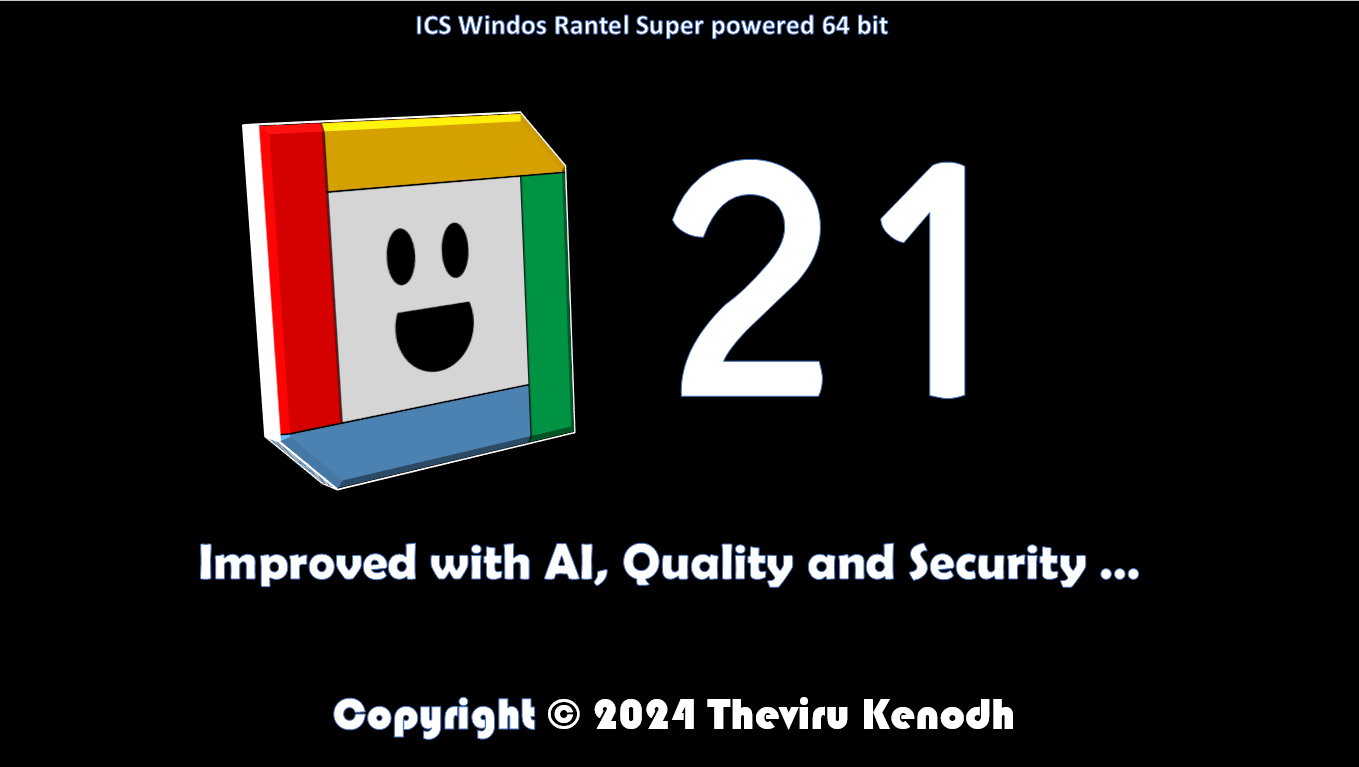 ICS Windos Rantel Super powered 64 bit
21
Improved with AI, Quality and Security ...
Copyright © 2024 Theviru Kenodh